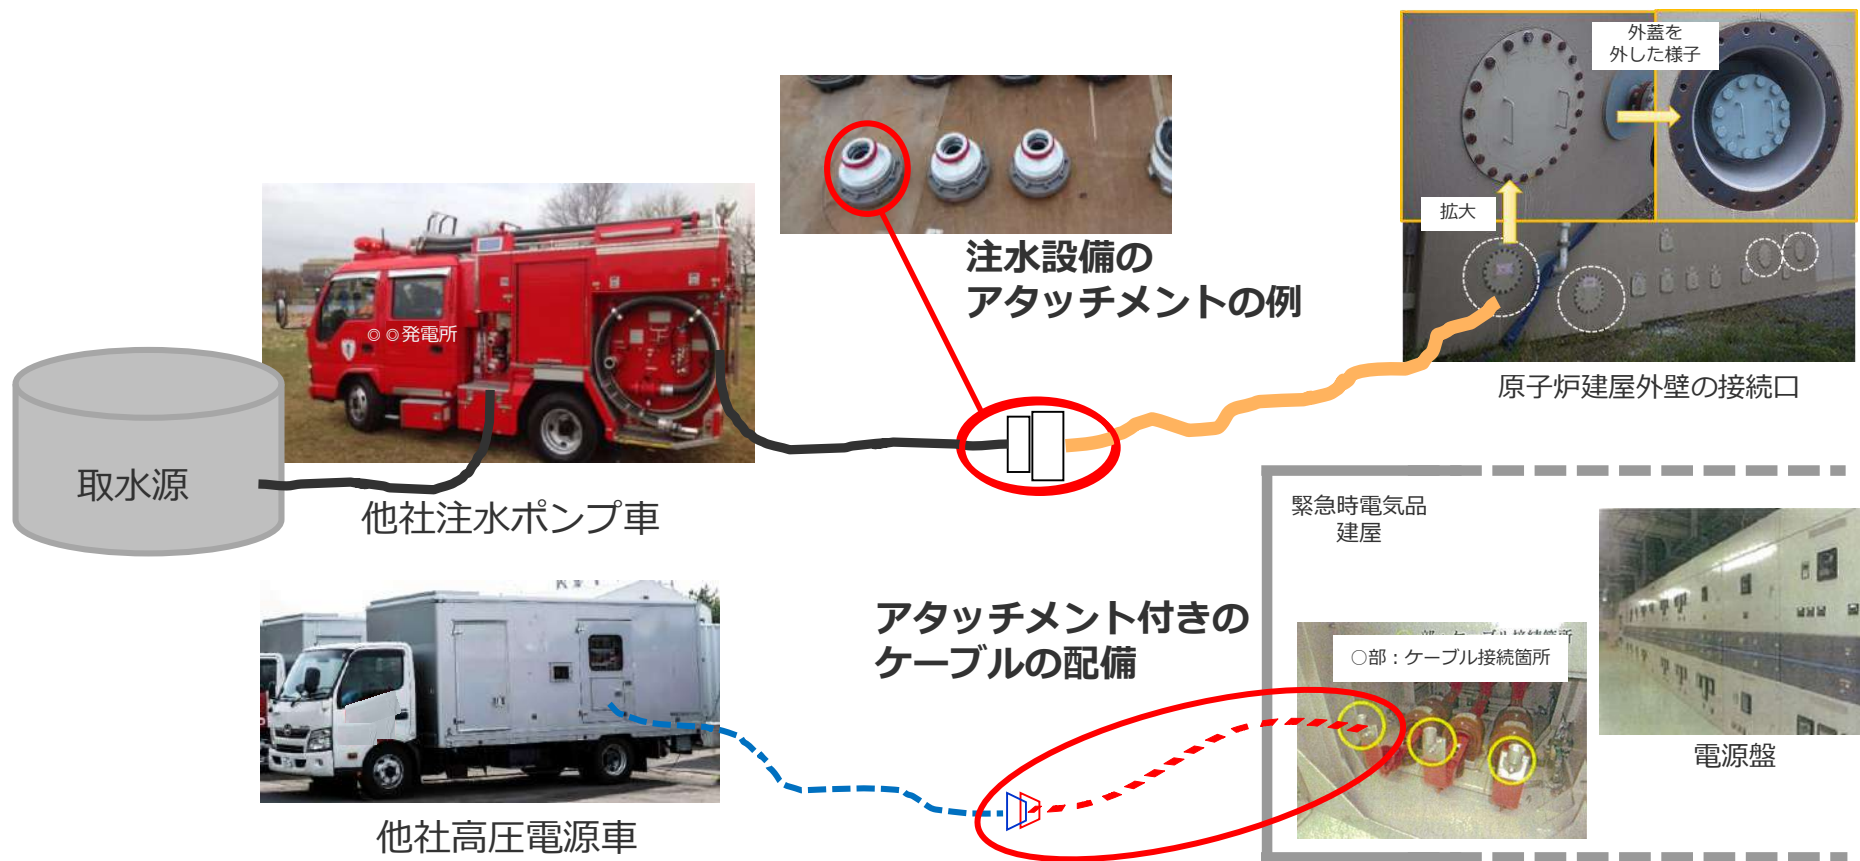 外蓋を
外した様子
拡大
注水設備の
アタッチメントの例
◎◎発電所
原子炉建屋外壁の接続口
取水源
他社注水ポンプ車
緊急時電気品
建屋
アタッチメント付きの
ケーブルの配備
○部：ケーブル接続箇所
電源盤
他社高圧電源車